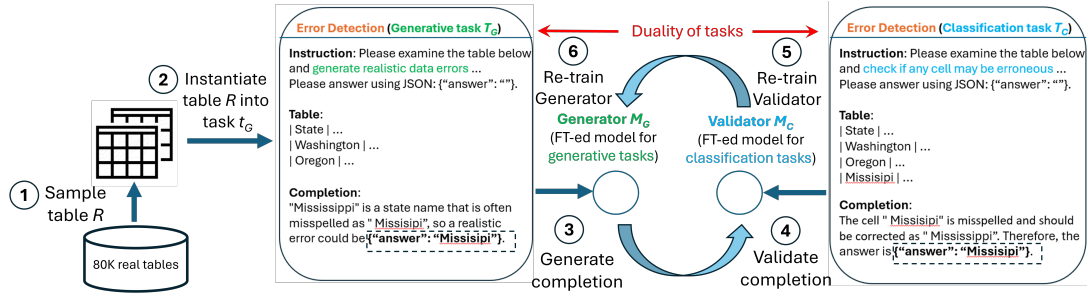 1 Sample
table R
80K real tables
2 Instantiate
table R into
task tG
Error Detection (Generative task TG)
Instruction: Please examine the table below
and generate realistic data errors ...
Please answer using JSON: {“answer”: “”}.
Table:
| State | ...
| Washington | ...
| Oregon | ...
Completion:
"Mississippi" is a state name that is often
misspelled as " Missisipi", so a realistic
error could be {“answer”: “Missisipi”}.
Duality of tasks
6
Re-train
Generator
5
Re-train
Validator
Generator MG
(FT-ed model for
generative tasks)
Validator MC
(FT-ed model for
classification tasks)
3
Generate
completion
4
Validate
completion
Error Detection (Classification task TC)
Instruction: Please examine the table below
and check if any cell may be erroneous ...
Please answer using JSON: {“answer”: “”}.
Table:
| State | ...
| Washington | ...
| Oregon | ...
| Missisipi | ...
Completion:
The cell " Missisipi" is misspelled and should
be corrected as " Mississippi". Therefore, the
answer is {“answer”: “Missisipi”}.